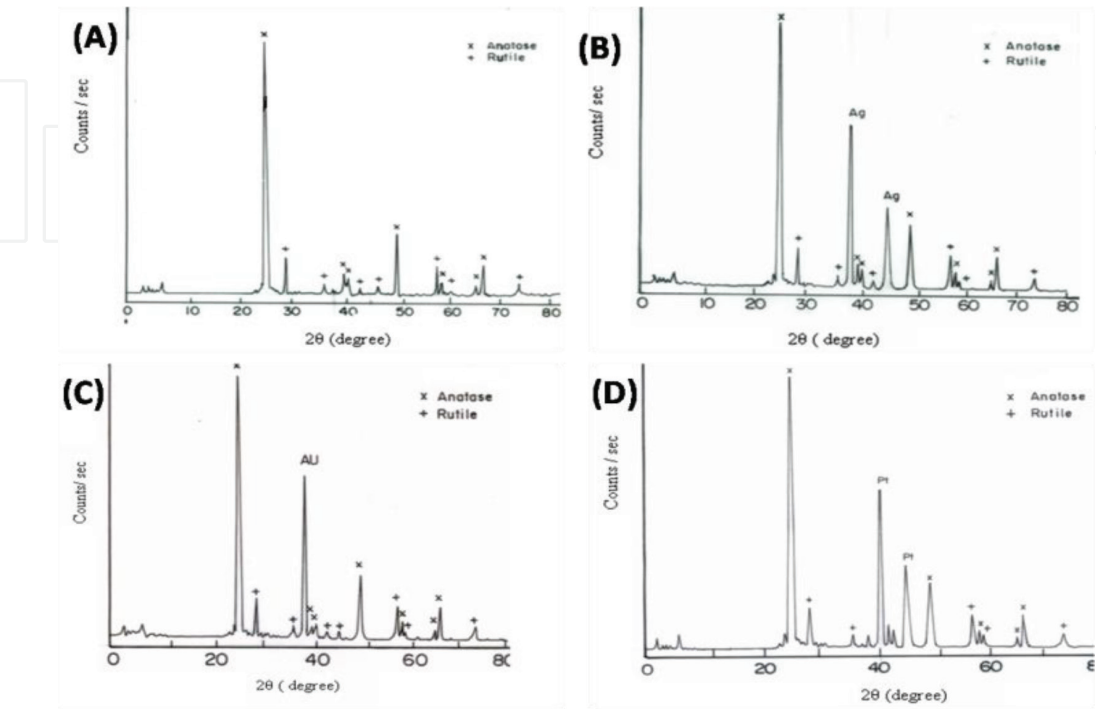 (A)
x Anatase
+ Rutile
Counts / sec
0 10 20 30 40 50 60 70 80
2θ (degree)
(B)
x Anatase
+ Rutile
Counts/ sec
Ag
Ag
0 10 20 30 40 50 60 70 80
2θ ( degree)
(C)
x Anatase
+ Rutile
Counts/ sec
AU
0 20 40 60 80
2θ ( degree)
(D)
x Anatase
+ Rutile
Counts / sec
Pt
Pt
0 20 40 60
2θ (degree)